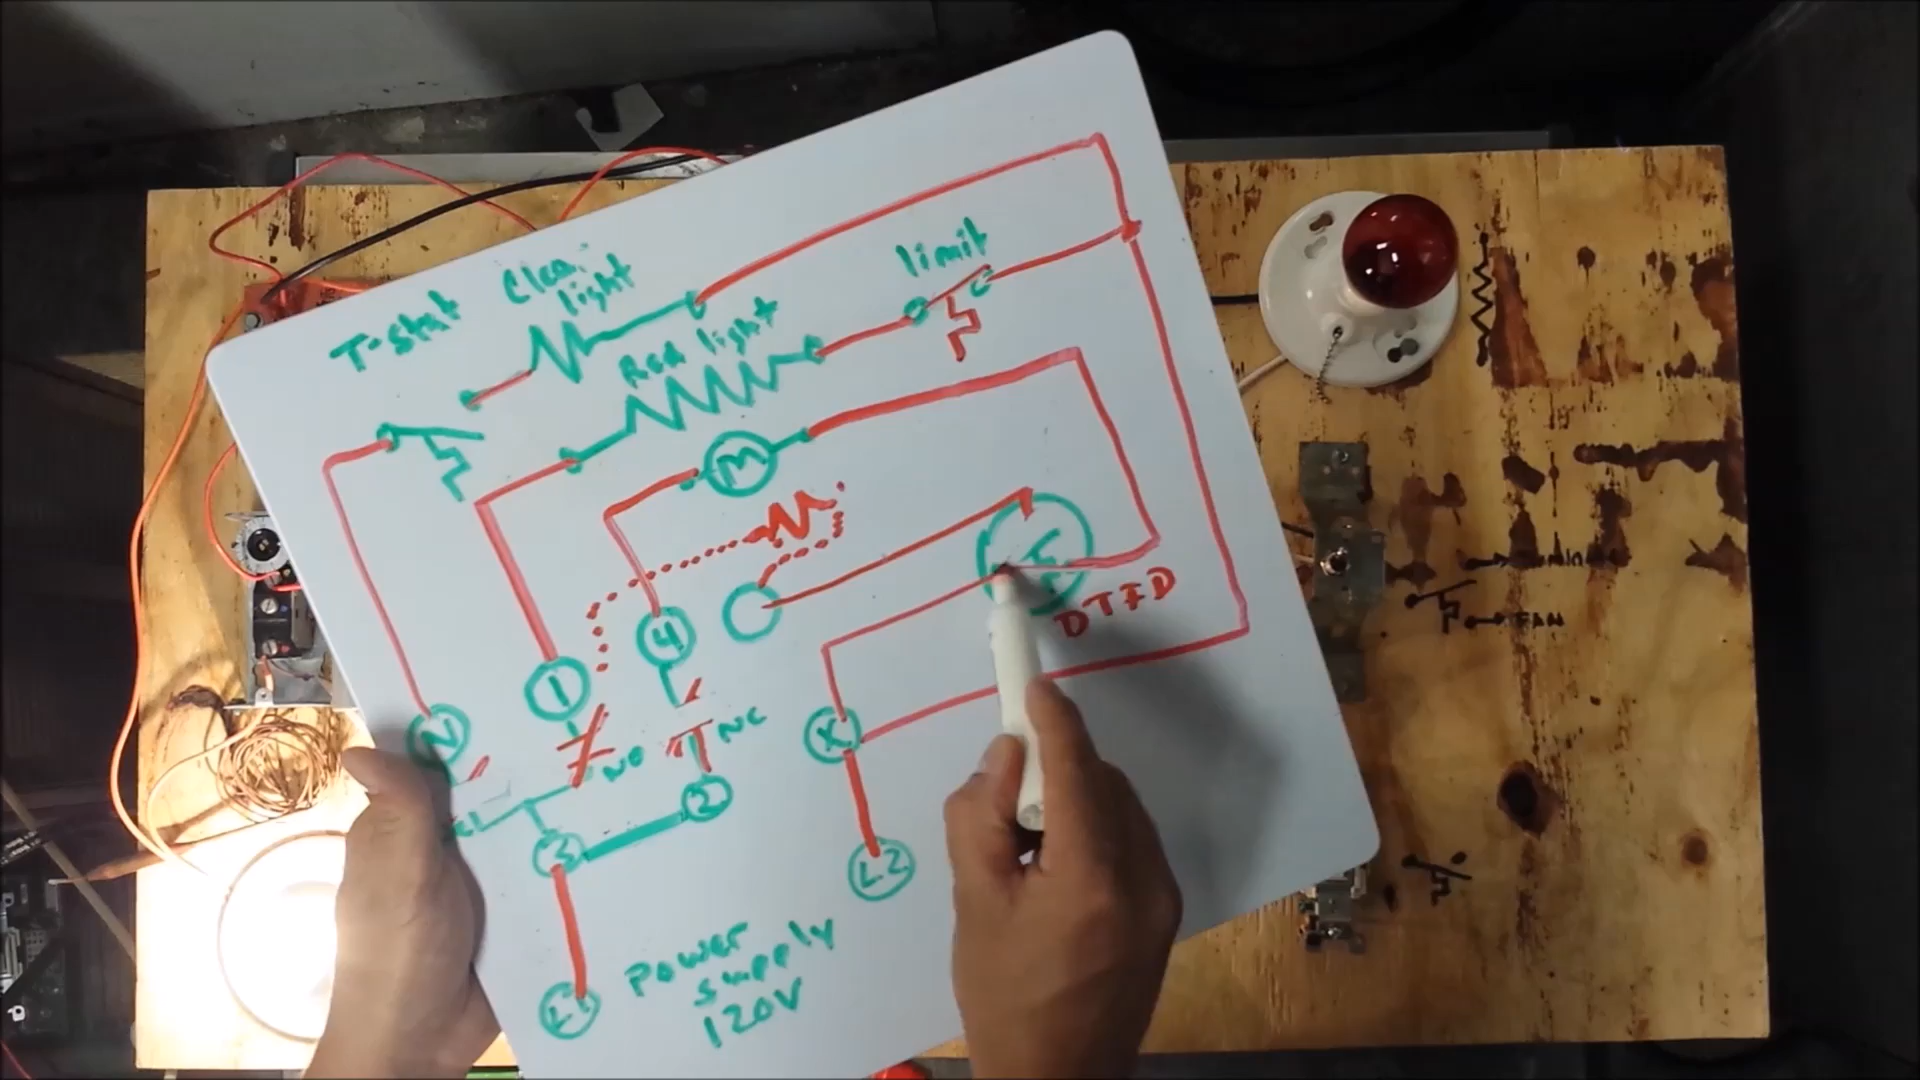 T-stat
Clear
light
Red light
limit
M
F
DTFD
4
1
N
NO
NC
X
2
3
L2
L1
Power
supply
120V
FAN